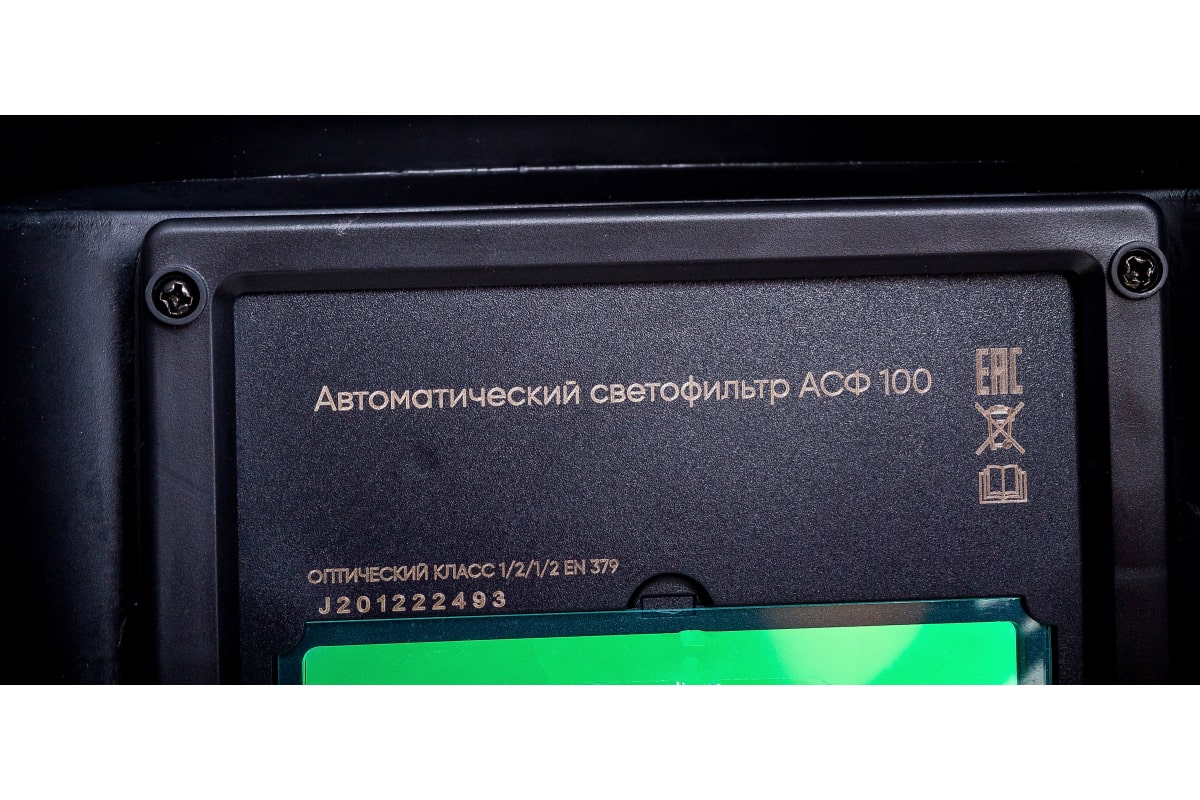 Автоматический светофильтр АСФ 100
EAC
ОПТИЧЕСКИЙ КЛАСС 1/2/1/2 EN 379
J201222493